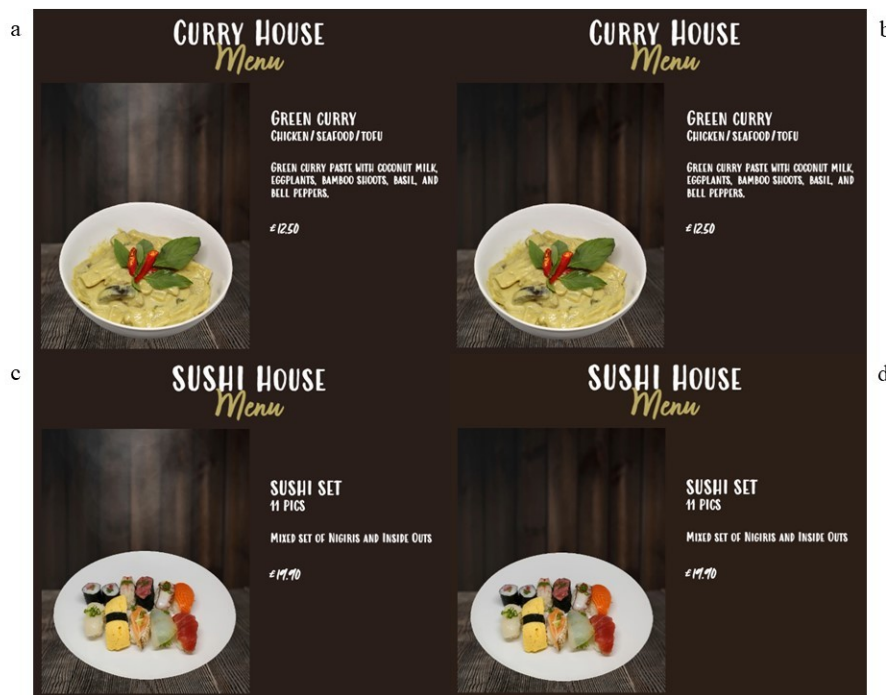 a
CURRY HOUSE
Menu
GREEN CURRY
CHICKEN/SEAFOOD/TOFU
GREEN CURRY PASTE WITH COCONUT MILK,
EGGPLANTS, BAMBOO SHOOTS, BASIL, AND
BELL PEPPERS.
£12.50
b
CURRY HOUSE
Menu
GREEN CURRY
CHICKEN/SEAFOOD/TOFU
GREEN CURRY PASTE WITH COCONUT MILK,
EGGPLANTS, BAMBOO SHOOTS, BASIL, AND
BELL PEPPERS.
£12.50
c
SUSHI HOUSE
Menu
SUSHI SET
11 PICS
MIXED SET OF NIGIRIS AND INSIDE OUTS
£19.90
d
SUSHI HOUSE
Menu
SUSHI SET
11 PICS
MIXED SET OF NIGIRIS AND INSIDE OUTS
£19.90